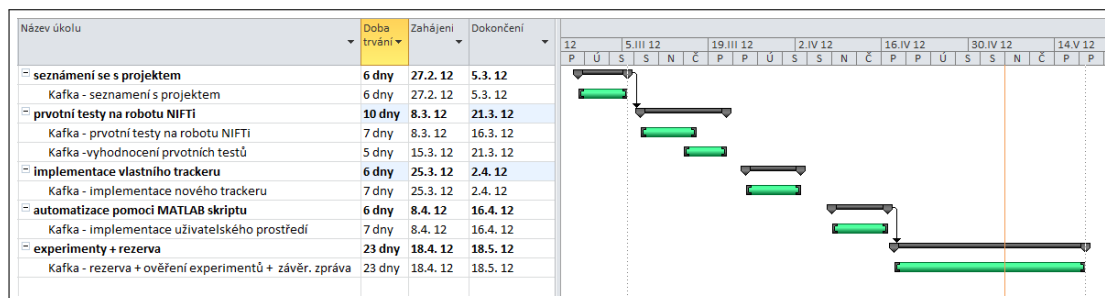 Název úkolu Doba trvání Zahájeni Dokončení
12 5.III 12 19.III 12 2.IV 12 16.IV 12 30.IV 12 14.V 12
P Ú S S N Č P P Ú S S N Č P P Ú S S N Č P P
seznámení se s projektem 6 dny 27.2. 12 5.3. 12
Kafka - seznamení s projektem 6 dny 27.2. 12 5.3. 12
prvotní testy na robotu NIFTi 10 dny 8.3. 12 21.3. 12
Kafka - prvotní testy na robotu NIFTi 7 dny 8.3. 12 16.3. 12
Kafka -vyhodnocení prvotních testů 5 dny 15.3. 12 21.3. 12
implementace vlastního trackeru 6 dny 25.3. 12 2.4. 12
Kafka - implementace nového trackeru 7 dny 25.3. 12 2.4. 12
automatizace pomoci MATLAB skriptu 6 dny 8.4. 12 16.4. 12
Kafka - implementace uživatelského prostředí 7 dny 8.4. 12 16.4. 12
experimenty + rezerva 23 dny 18.4. 12 18.5. 12
Kafka - rezerva + ověření experimentů + závěr. zpráva 23 dny 18.4. 12 18.5. 12